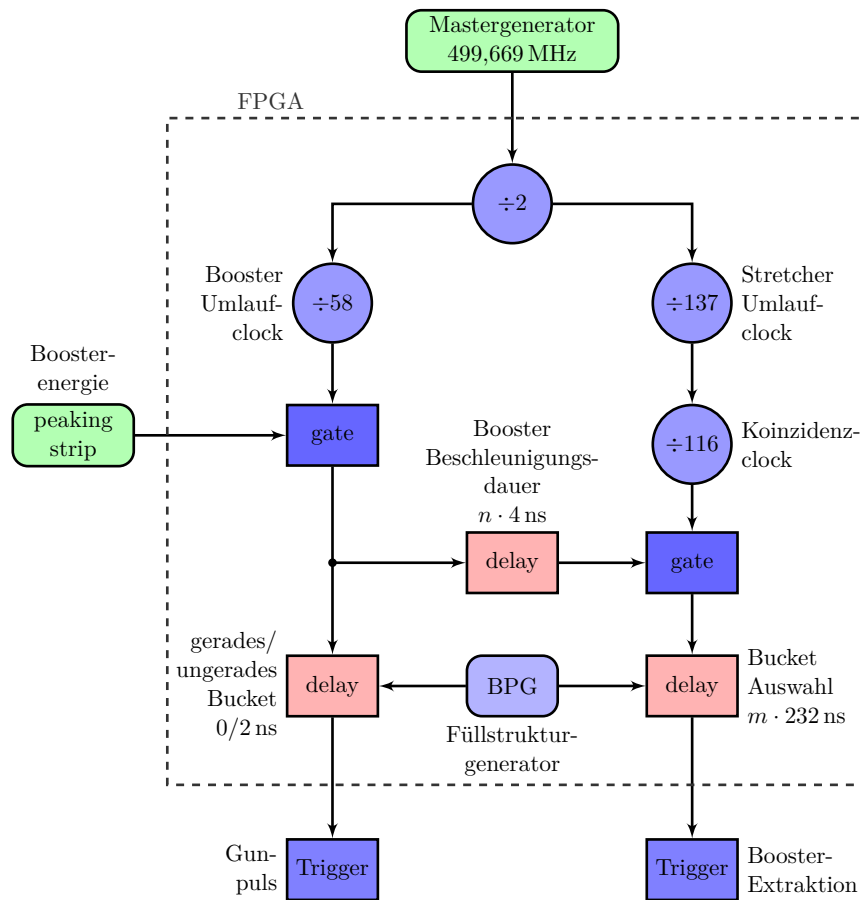 Mastergenerator
499,669 MHz
FPGA
÷2
Booster
Umlauf-
clock
÷58
÷137
Stretcher
Umlauf-
clock
Booster-
energie
peaking
strip
gate
Booster
Beschleunigungs-
dauer
n · 4 ns
÷116
Koinzidenz-
clock
delay
gate
gerades/
ungerades
Bucket
0/2 ns
delay
BPG
Füllstruktur-
generator
delay
Bucket
Auswahl
m · 232 ns
Gun-
puls
Trigger
Trigger
Booster-
Extraktion